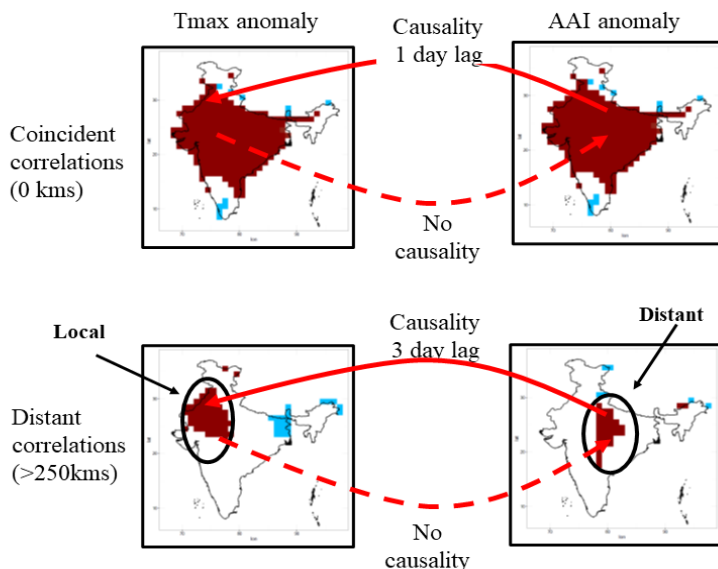 Tmax anomaly
Causality
1 day lag
AAI anomaly
Coincident
correlations
(0 kms)
No
causality
Local
Causality
3 day lag
Distant
Distant
correlations
(>250kms)
No
causality